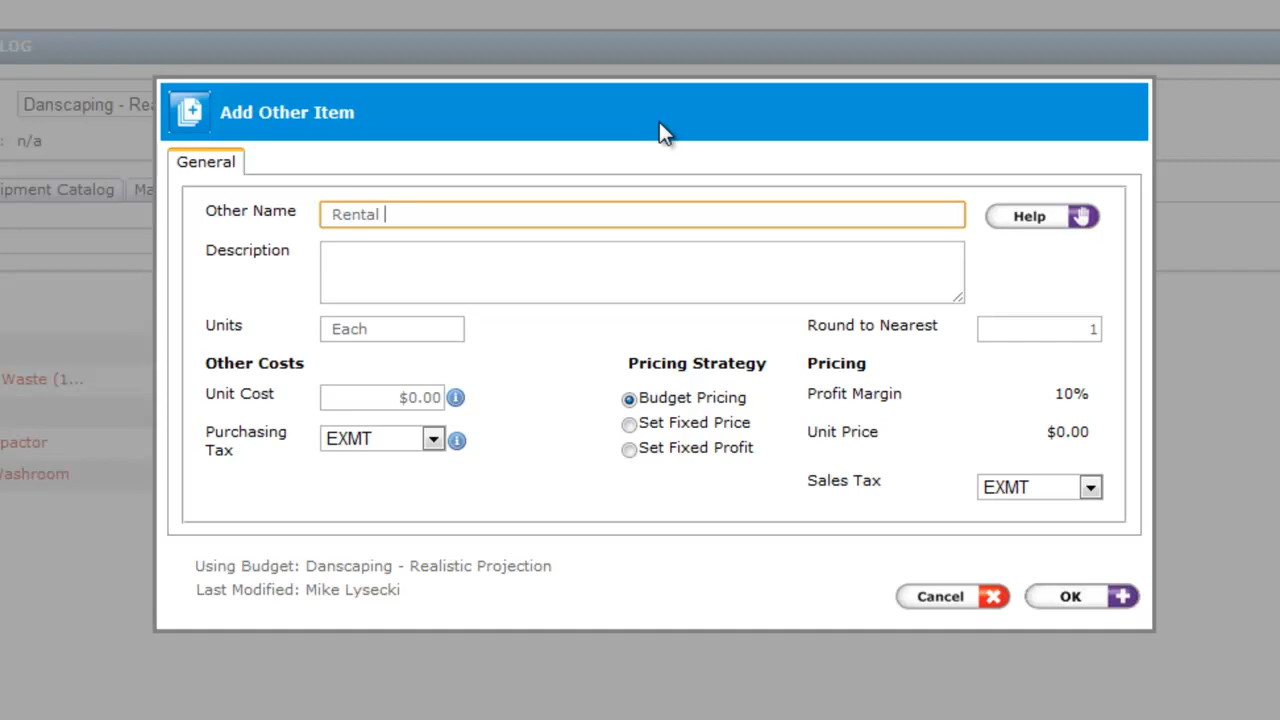 LOG
Danscaping - Rea
: n/a
ipment Catalog
Ma
Waste (1...
pactor
Washroom
Add Other Item
General
Other Name
Rental
Help
Description
Units
Each
Round to Nearest
1
Other Costs
Pricing Strategy
Pricing
Unit Cost
$0.00
Budget Pricing
Profit Margin
10%
Set Fixed Price
Purchasing
Tax
EXMT
Unit Price
$0.00
Set Fixed Profit
Sales Tax
EXMT
Using Budget: Danscaping - Realistic Projection
Last Modified: Mike Lysecki
Cancel
OK